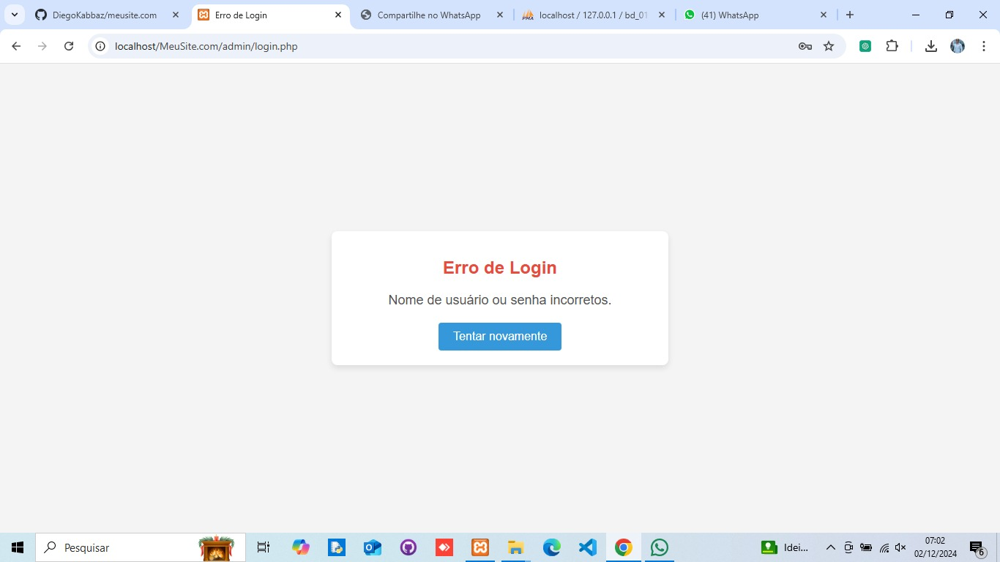 DiegoKabbaz/meusite.com
Erro de Login
Compartilhe no WhatsApp
PMA
localhost / 127.0.0.1 / bd_01
(41) WhatsApp
localhost/MeuSite.com/admin/login.php
Erro de Login
Nome de usuário ou senha incorretos.
Tentar novamente
Pesquisar
Idei...
07:02
02/12/2024
6